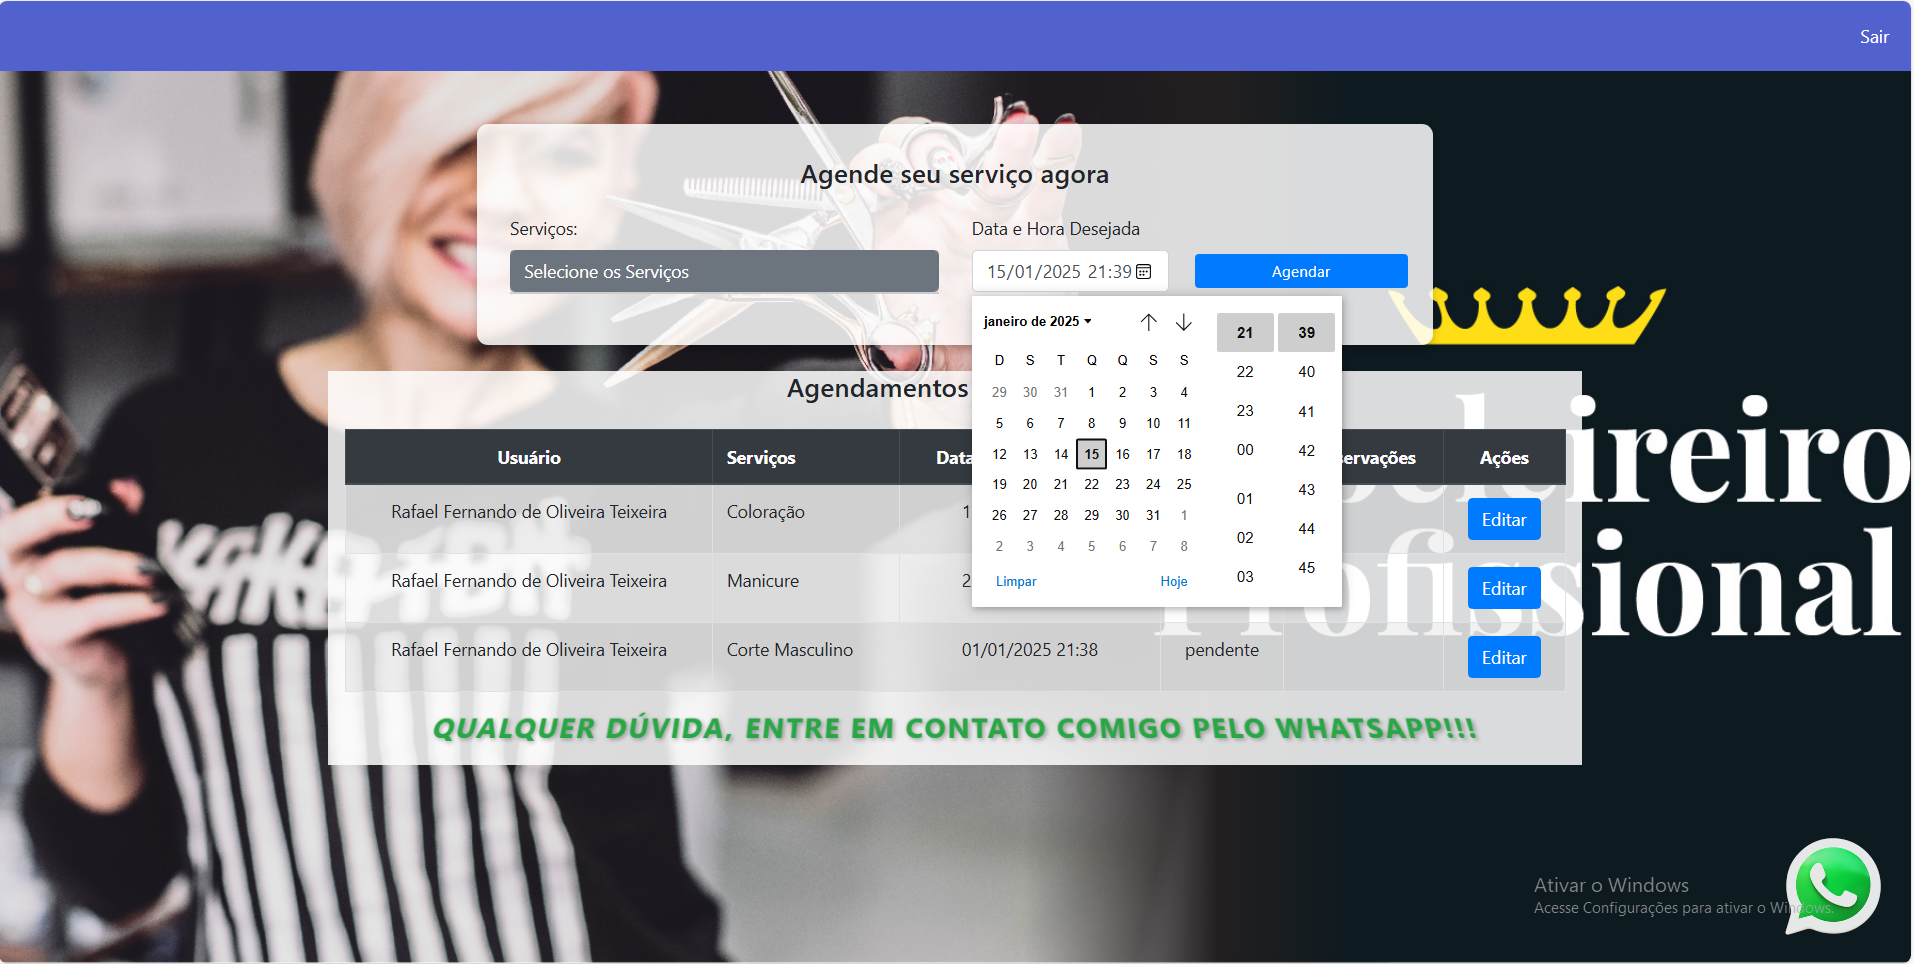 Sair
Agende seu serviço agora
Serviços:
Data e Hora Desejada
Selecione os Serviços
15/01/2025 21:39
Agendar
janeiro de 2025
21 39
D S T Q Q S S
22 40
29 30 31 1 2 3 4
23 41
5 6 7 8 9 10 11
00 42
12 13 14 15 16 17 18
01 43
19 20 21 22 23 24 25
02 44
26 27 28 29 30 31 1
03 45
2 3 4 5 6 7 8
Limpar Hoje
Agendamentos
Usuário Serviços Data ervações Ações
Rafael Fernando de Oliveira Teixeira Coloração 1 Editar
Rafael Fernando de Oliveira Teixeira Manicure 2 Editar
Rafael Fernando de Oliveira Teixeira Corte Masculino 01/01/2025 21:38 pendente Editar
QUALQUER DÚVIDA, ENTRE EM CONTATO COMIGO PELO WHATSAPP!!!
eireiro
Profissional
Ativar o Windows
Acesse Configurações para ativar o Windows.